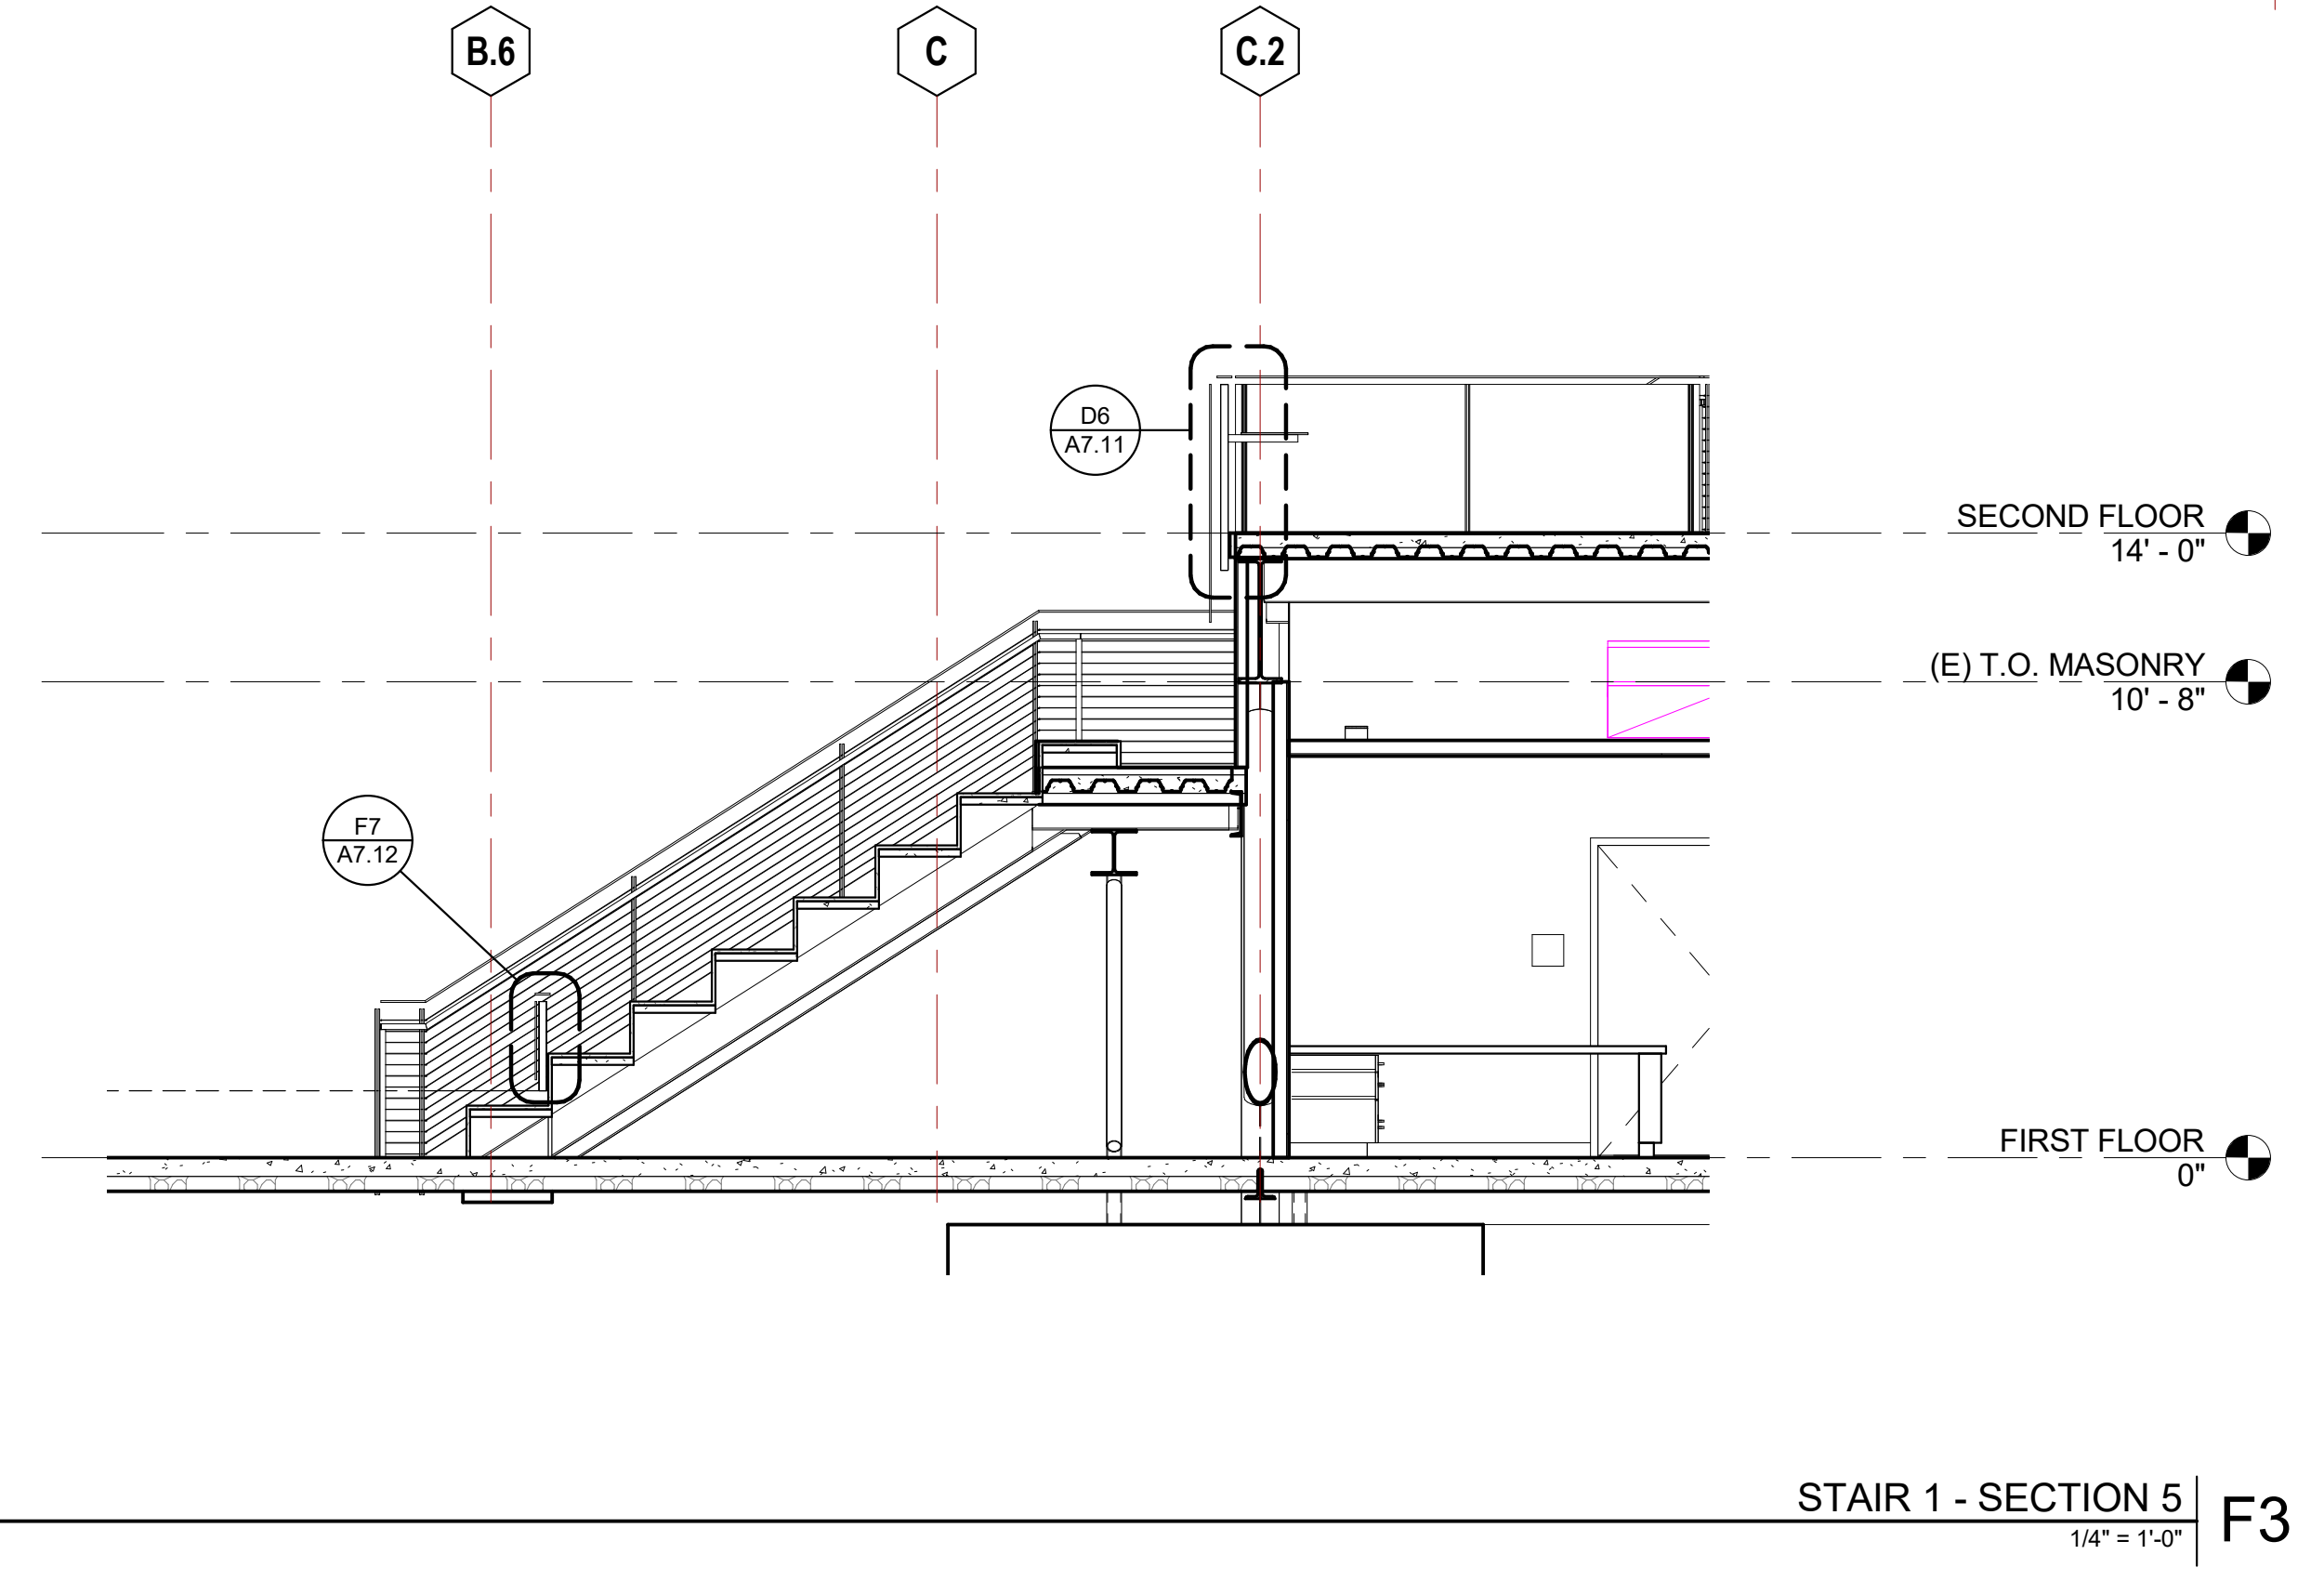 B.6
C
C.2
D6
A7.11
SECOND FLOOR
14' - 0"
(E) T.O. MASONRY
10' - 8"
F7
A7.12
FIRST FLOOR
0"
STAIR 1 - SECTION 5
1/4" = 1'-0"
F3